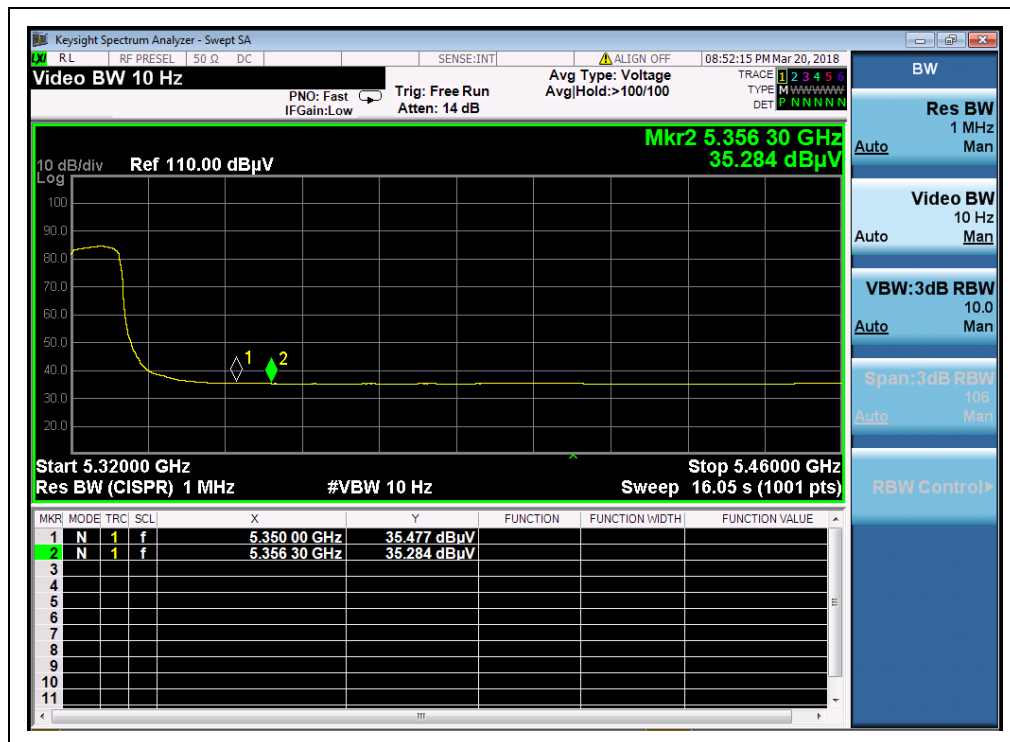 Keysight Spectrum Analyzer - Swept SA
LXI RL RF PRESEL 50 Ω DC SENSE:INT ALIGN OFF 08:52:15 PM Mar 20, 2018
Video BW 10 Hz
PNO: Fast
IFGain:Low
Trig: Free Run
Atten: 14 dB
Avg Type: Voltage
Avg|Hold:>100/100
TRACE 1 2 3 4 5 6
TYPE M W W W W W
DET P N N N N N
Mkr2 5.356 30 GHz
35.284 dBµV
10 dB/div Ref 110.00 dBµV
Log
100
90.0
80.0
70.0
60.0
50.0
40.0
30.0
20.0
1
2
Start 5.32000 GHz Stop 5.46000 GHz
Res BW (CISPR) 1 MHz #VBW 10 Hz Sweep 16.05 s (1001 pts)
MKR MODE TRC SCL X Y FUNCTION FUNCTION WIDTH FUNCTION VALUE
1 N 1 f 5.350 00 GHz 35.477 dBµV
2 N 1 f 5.356 30 GHz 35.284 dBµV
3
4
5
6
7
8
9
10
11
BW
Res BW
1 MHz
Auto Man
Video BW
10 Hz
Auto Man
VBW:3dB RBW
10.0
Auto Man
Span:3dB RBW
106
Auto Man
RBW Control